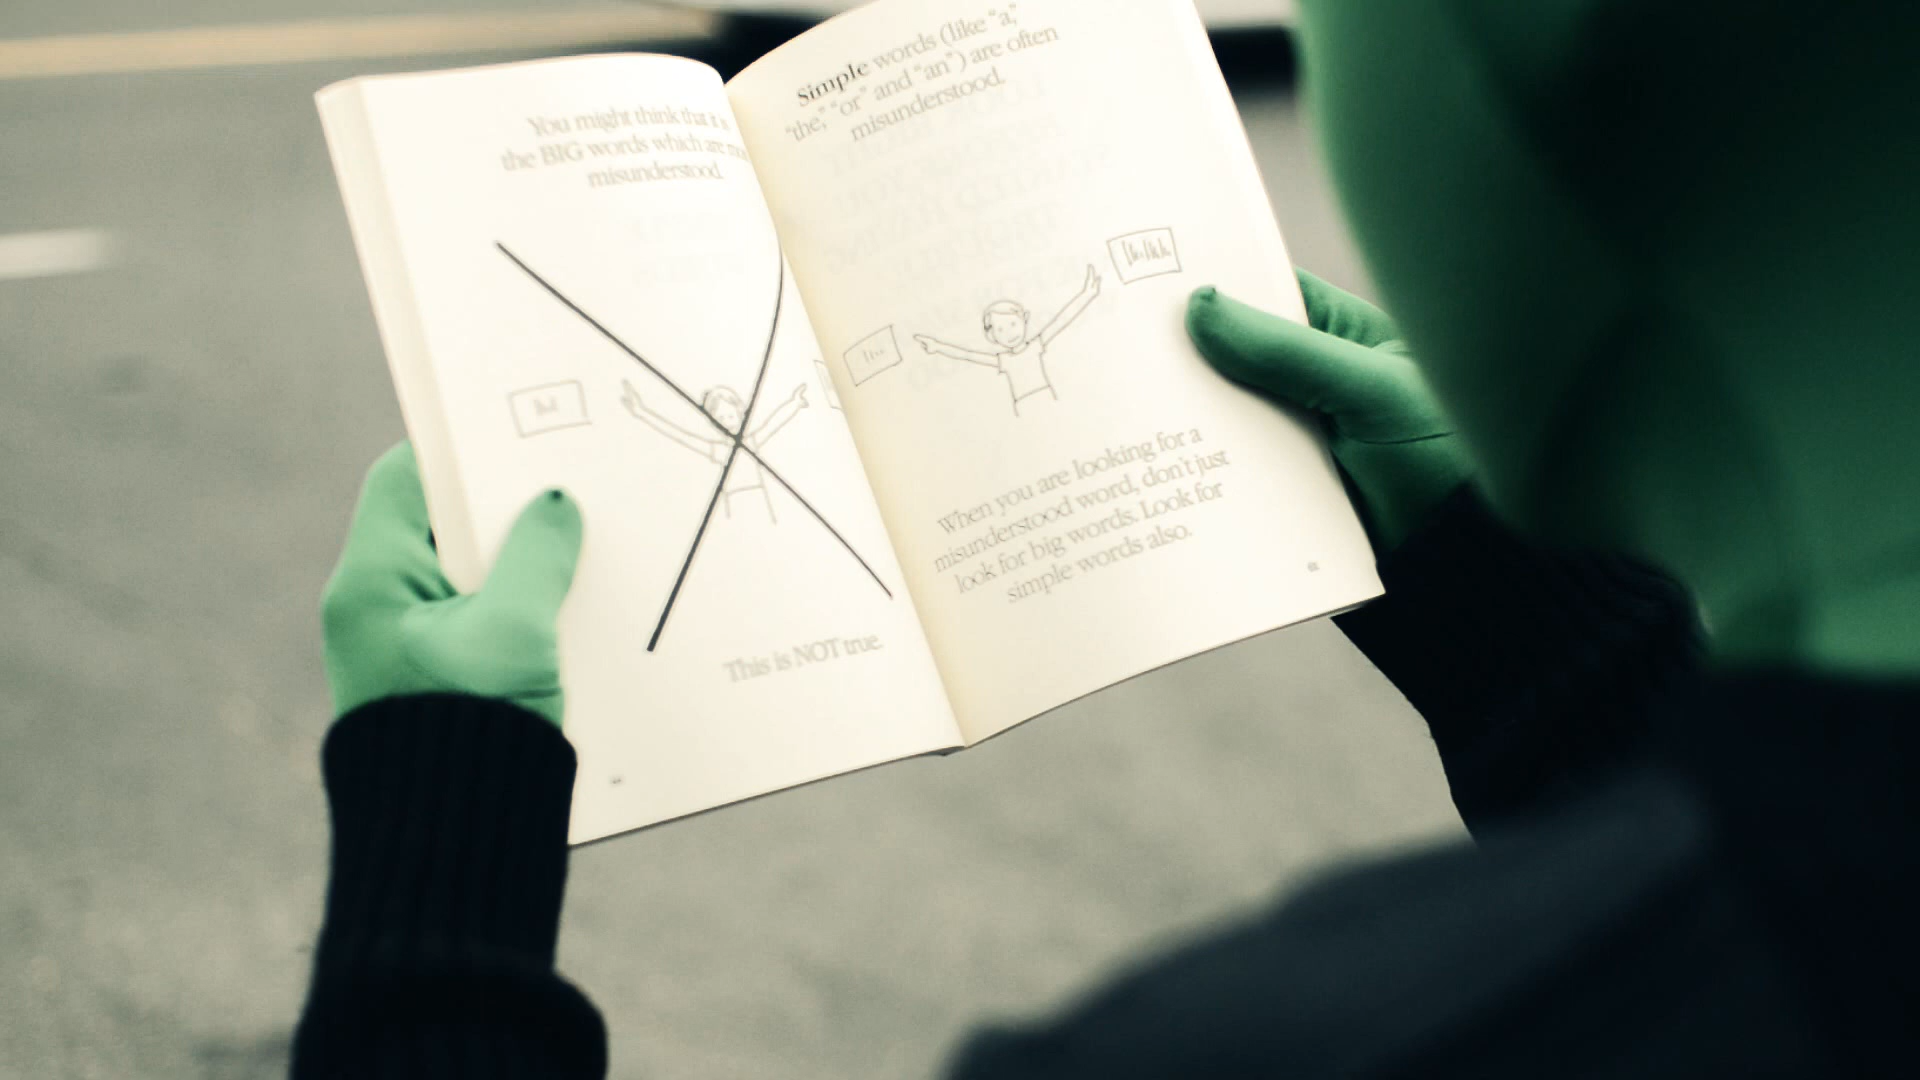 You might think that it is
the BIG words which are
misunderstood.
This is NOT true.
Simple words (like "a,"
"the," "or" and "an") are often
misunderstood.
When you are looking for a
misunderstood word, don't just
look for big words. Look for
simple words also.